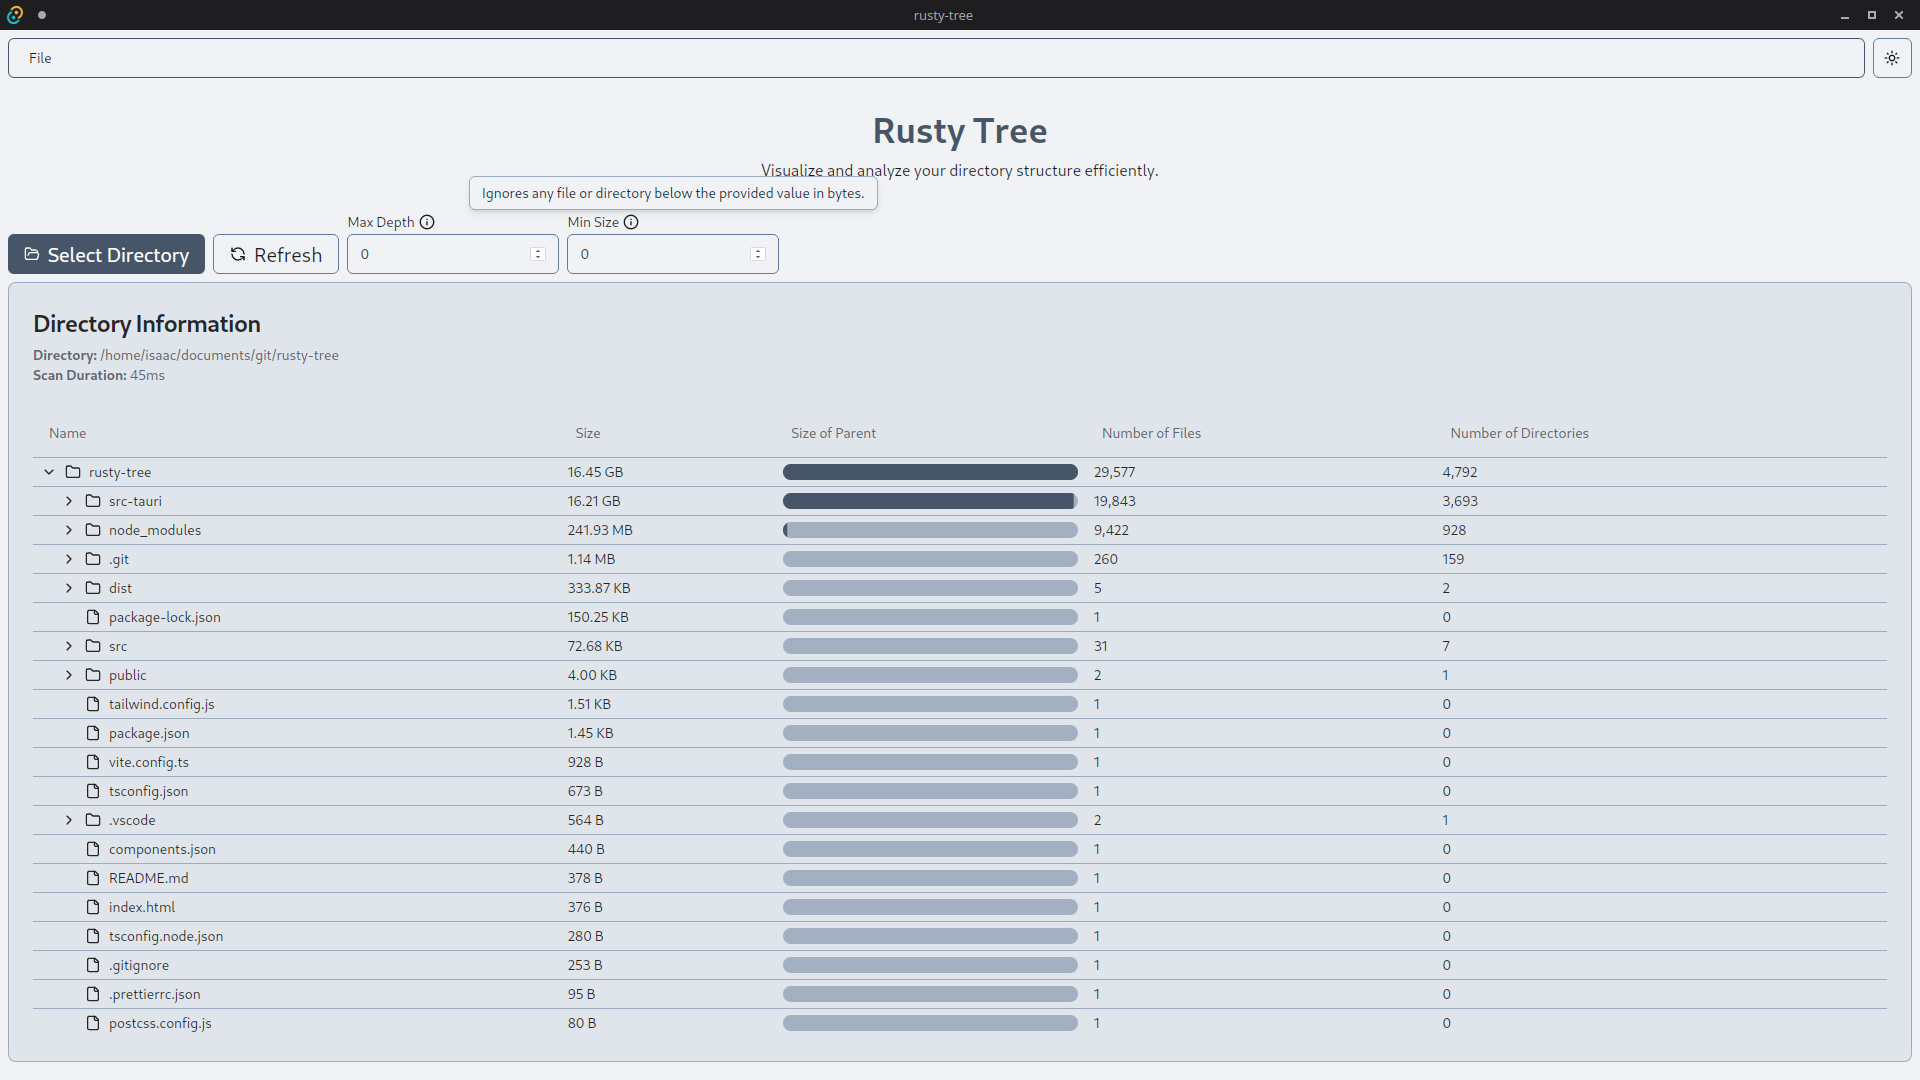 rusty-tree
File
Rusty Tree
Visualize and analyze your directory structure efficiently.
Ignores any file or directory below the provided value in bytes.
Max Depth Min Size
Select Directory Refresh 0 0
Directory Information
Directory: /home/isaac/documents/git/rusty-tree
Scan Duration: 45ms
Name Size Size of Parent Number of Files Number of Directories
rusty-tree 16.45 GB 29,577 4,792
src-tauri 16.21 GB 19,843 3,693
node_modules 241.93 MB 9,422 928
.git 1.14 MB 260 159
dist 333.87 KB 5 2
package-lock.json 150.25 KB 1 0
src 72.68 KB 31 7
public 4.00 KB 2 1
tailwind.config.js 1.51 KB 1 0
package.json 1.45 KB 1 0
vite.config.ts 928 B 1 0
tsconfig.json 673 B 1 0
.vscode 564 B 2 1
components.json 440 B 1 0
README.md 378 B 1 0
index.html 376 B 1 0
tsconfig.node.json 280 B 1 0
.gitignore 253 B 1 0
.prettierrc.json 95 B 1 0
postcss.config.js 80 B 1 0